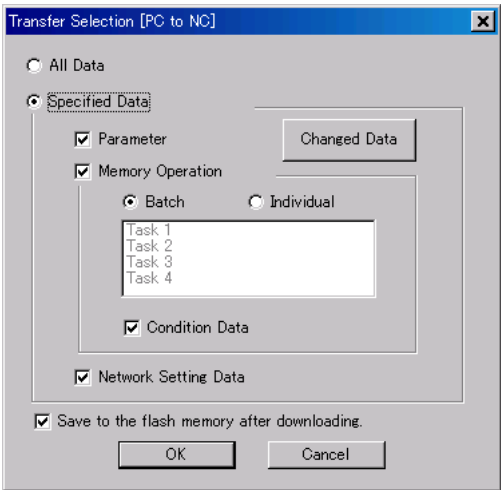 Transfer Selection [PC to NC]
All Data
Specified Data
Parameter
Changed Data
Memory Operation
Batch
Individual
Task 1
Task 2
Task 3
Task 4
Condition Data
Network Setting Data
Save to the flash memory after downloading.
OK
Cancel